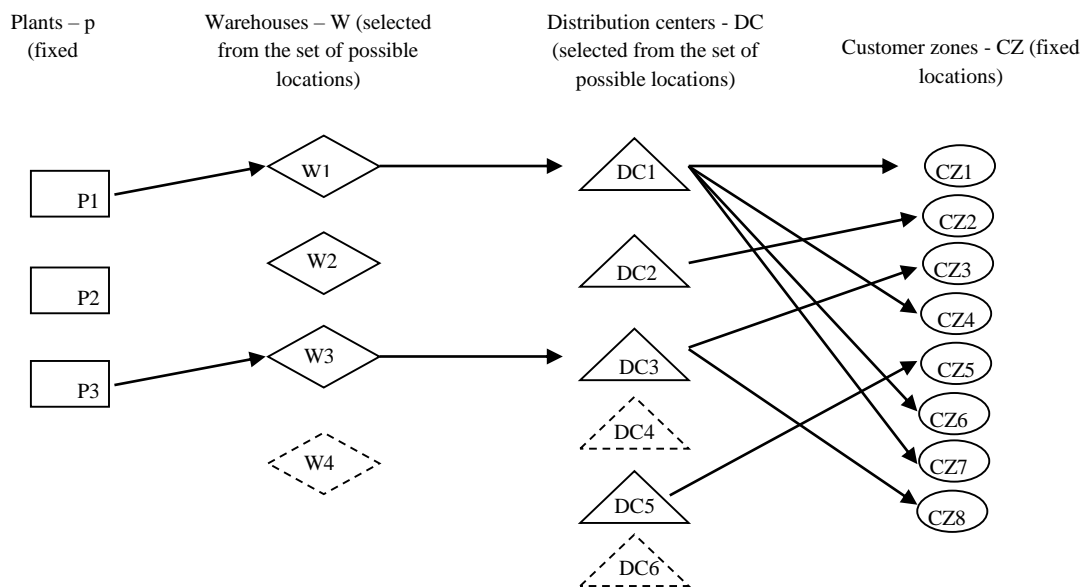 Plants – p
(fixed
Warehouses – W (selected
from the set of possible
locations)
Distribution centers - DC
(selected from the set of
possible locations)
Customer zones - CZ (fixed
locations)
P1
P2
P3
W1
W2
W3
W4
DC1
DC2
DC3
DC4
DC5
DC6
CZ1
CZ2
CZ3
CZ4
CZ5
CZ6
CZ7
CZ8